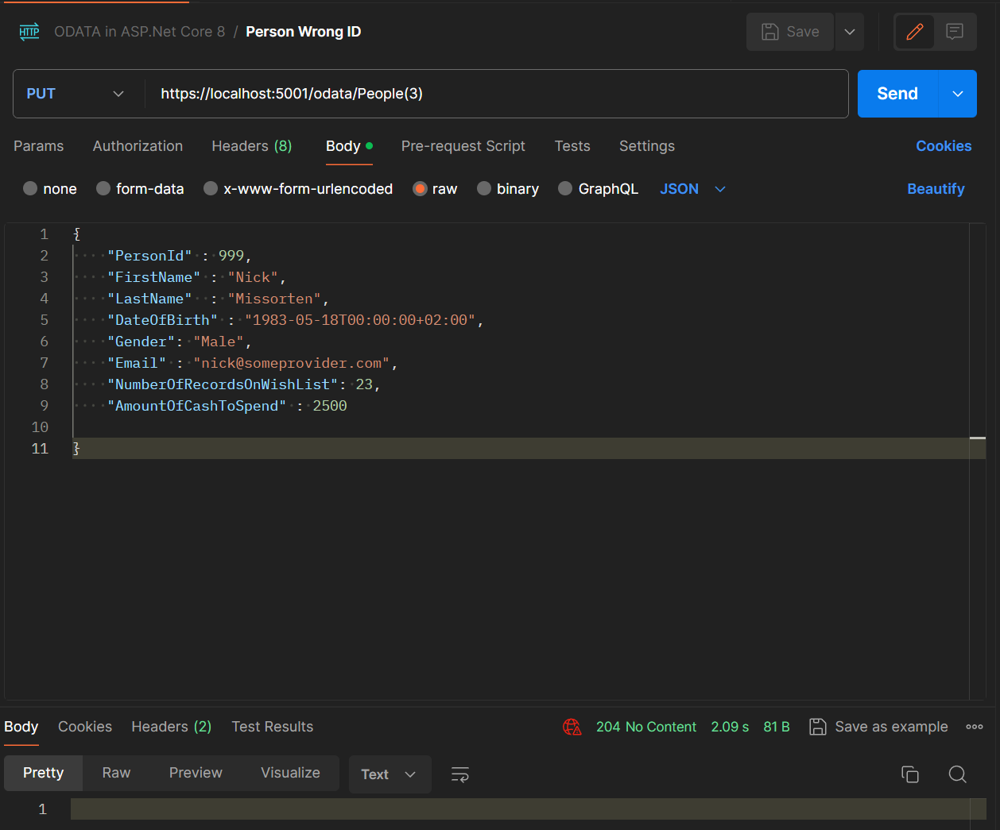 HTTP ODATA in ASP.Net Core 8 / Person Wrong ID Save
PUT https://localhost:5001/odata/People(3) Send
Params Authorization Headers (8) Body Pre-request Script Tests Settings Cookies
none form-data x-www-form-urlencoded raw binary GraphQL JSON Beautify
1 {
2 "PersonId" : 999,
3 "FirstName" : "Nick",
4 "LastName" : "Missorten",
5 "DateOfBirth" : "1983-05-18T00:00:00+02:00",
6 "Gender": "Male",
7 "Email" : "nick@someprovider.com",
8 "NumberOfRecordsOnWishList": 23,
9 "AmountOfCashToSpend" : 2500
10
11 }
Body Cookies Headers (2) Test Results 204 No Content 2.09 s 81 B Save as example
Pretty Raw Preview Visualize Text
1